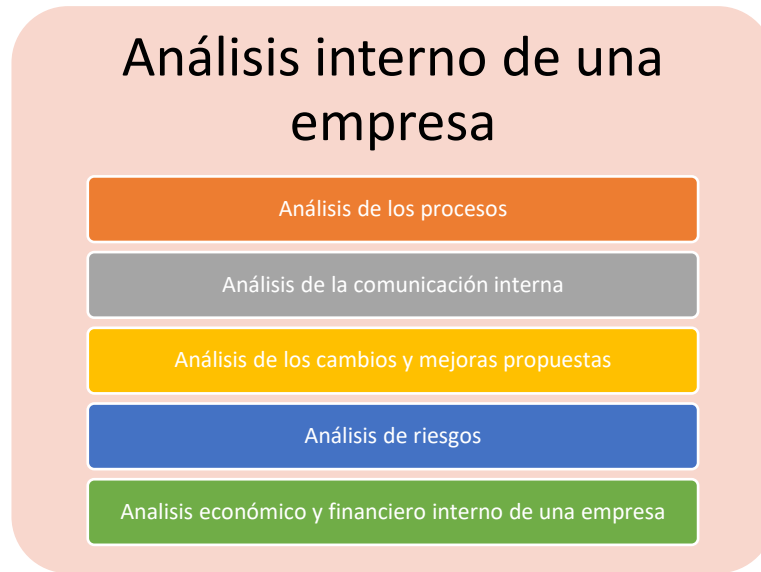 Análisis interno de una
empresa
Análisis de los procesos
Análisis de la comunicación interna
Análisis de los cambios y mejoras propuestas
Análisis de riesgos
Analisis económico y financiero interno de una empresa